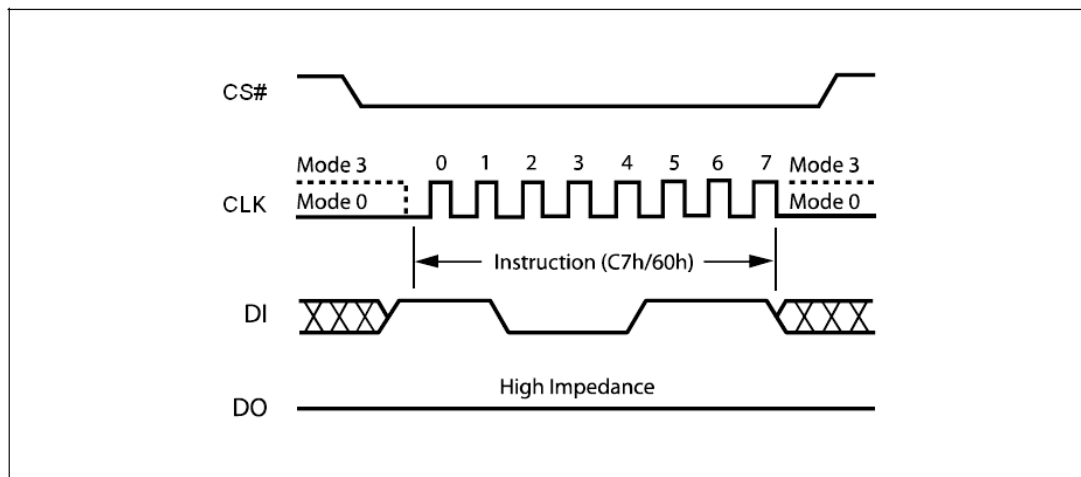 CS#
Mode 3 0 1 2 3 4 5 6 7 Mode 3
CLK Mode 0 Mode 0
Instruction (C7h/60h)
DI
High Impedance
DO